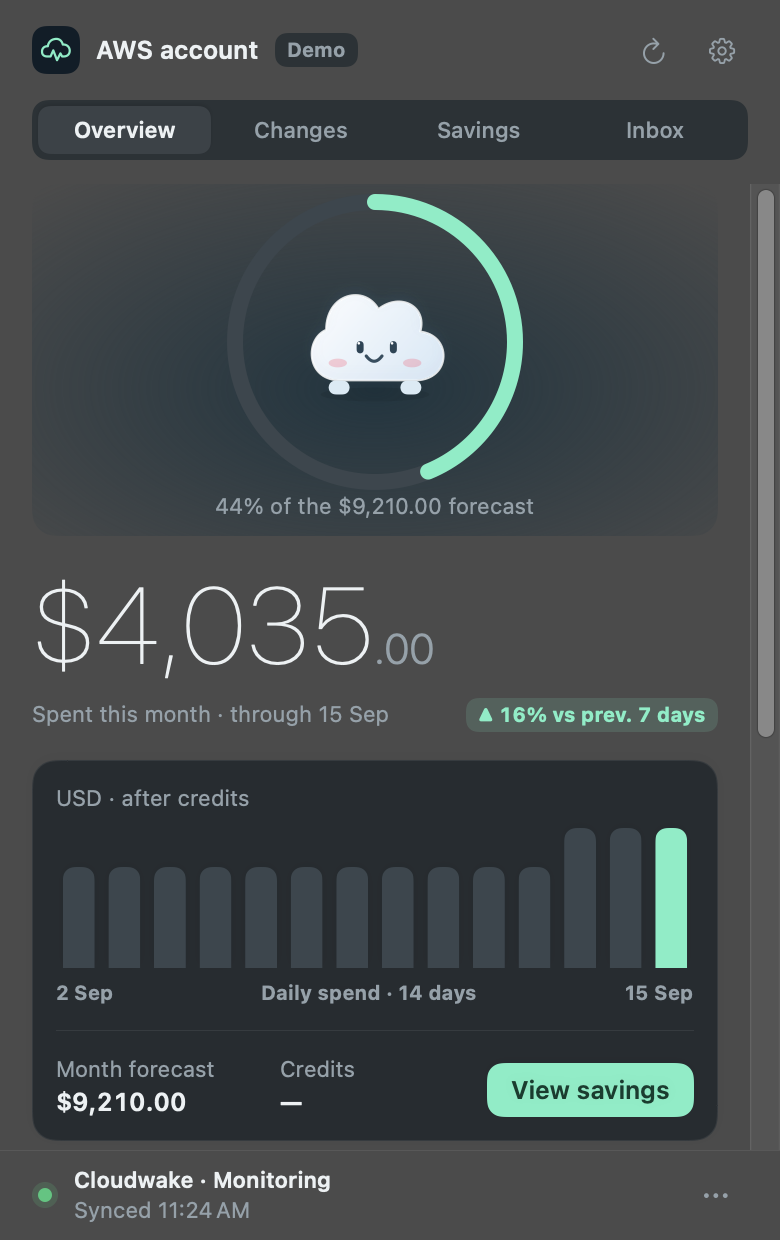 AWS account Demo
Overview Changes Savings Inbox
44% of the $9,210.00 forecast
$4,035.00
Spent this month · through 15 Sep ▲ 16% vs prev. 7 days
USD · after credits
2 Sep Daily spend · 14 days 15 Sep
Month forecast Credits
$9,210.00 —
View savings
Cloudwake · Monitoring
Synced 11:24 AM